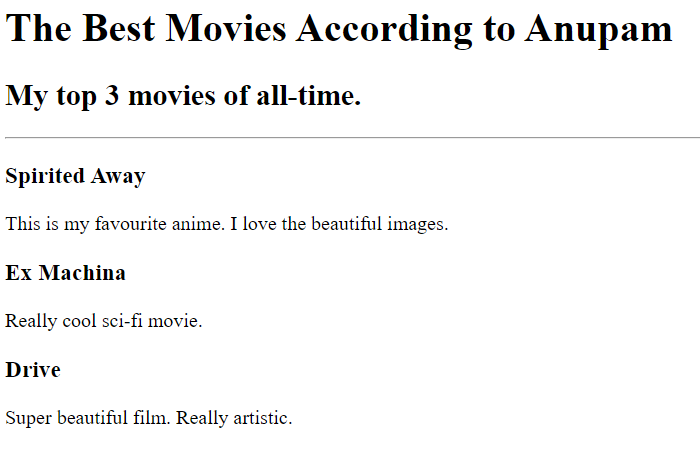 The Best Movies According to Anupam
My top 3 movies of all-time.
Spirited Away
This is my favourite anime. I love the beautiful images.
Ex Machina
Really cool sci-fi movie.
Drive
Super beautiful film. Really artistic.